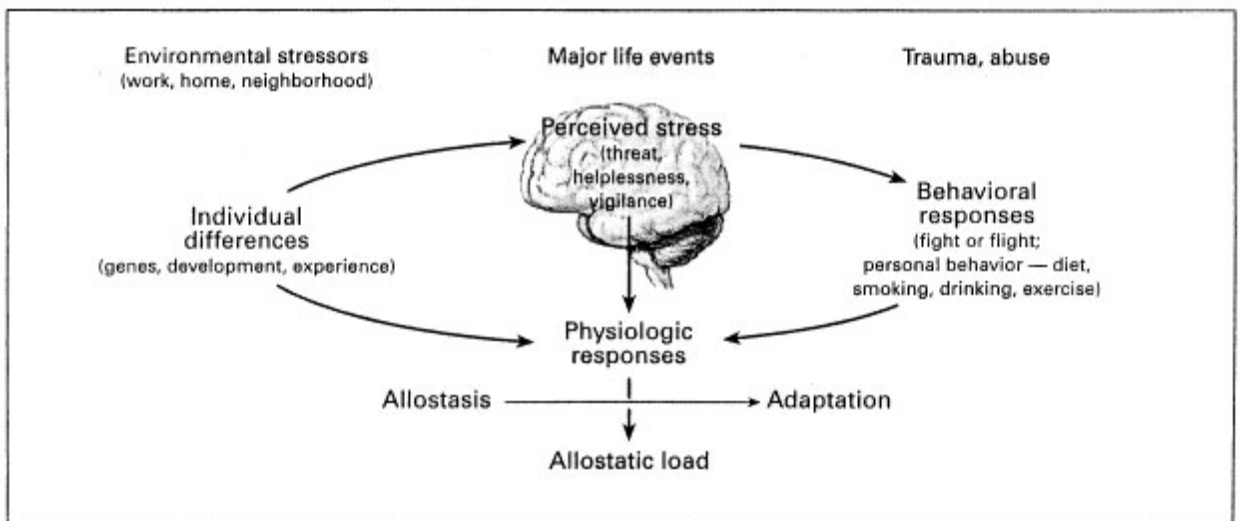 Environmental stressors
(work, home, neighborhood)
Major life events
Trauma, abuse
Perceived stress
(threat,
helplessness,
vigilance)
Individual
differences
(genes, development, experience)
Behavioral
responses
(fight or flight;
personal behavior — diet,
smoking, drinking, exercise)
Physiologic
responses
Allostasis
Adaptation
Allostatic load